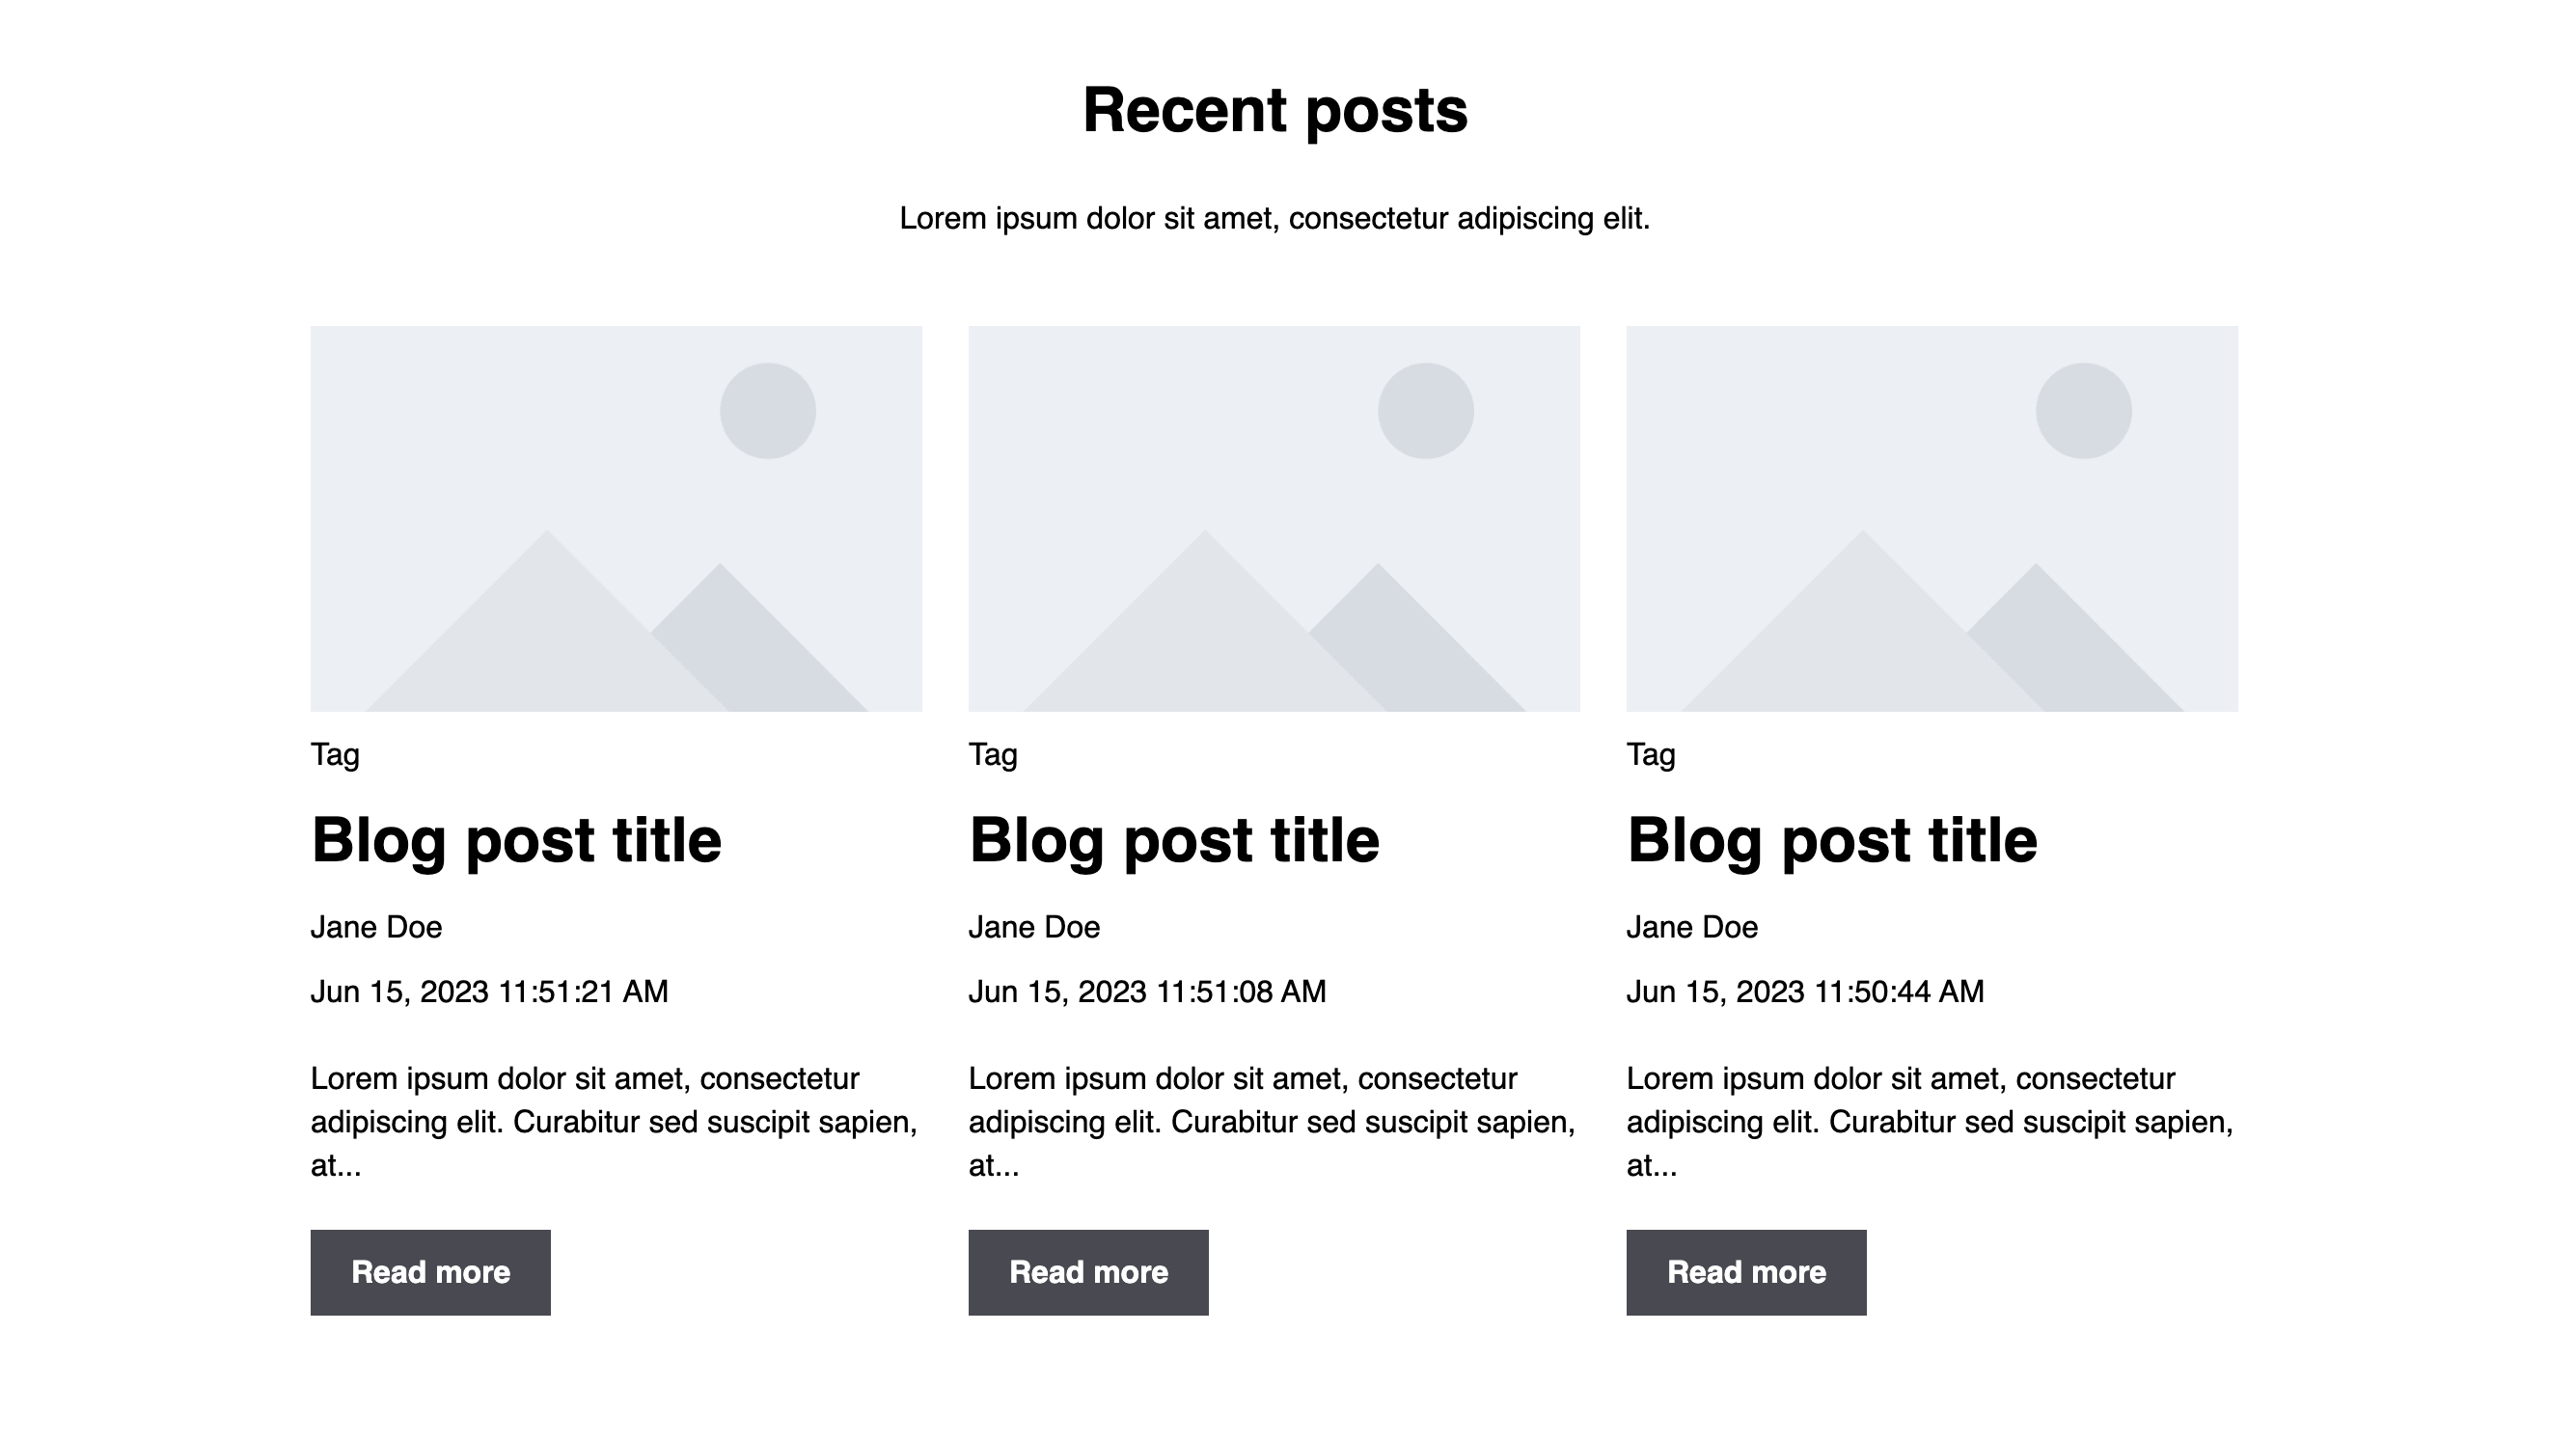 Recent posts
Lorem ipsum dolor sit amet, consectetur adipiscing elit.
Tag
Blog post title
Jane Doe
Jun 15, 2023 11:51:21 AM
Lorem ipsum dolor sit amet, consectetur
adipiscing elit. Curabitur sed suscipit sapien,
at...
Read more
Tag
Blog post title
Jane Doe
Jun 15, 2023 11:51:08 AM
Lorem ipsum dolor sit amet, consectetur
adipiscing elit. Curabitur sed suscipit sapien,
at...
Read more
Tag
Blog post title
Jane Doe
Jun 15, 2023 11:50:44 AM
Lorem ipsum dolor sit amet, consectetur
adipiscing elit. Curabitur sed suscipit sapien,
at...
Read more